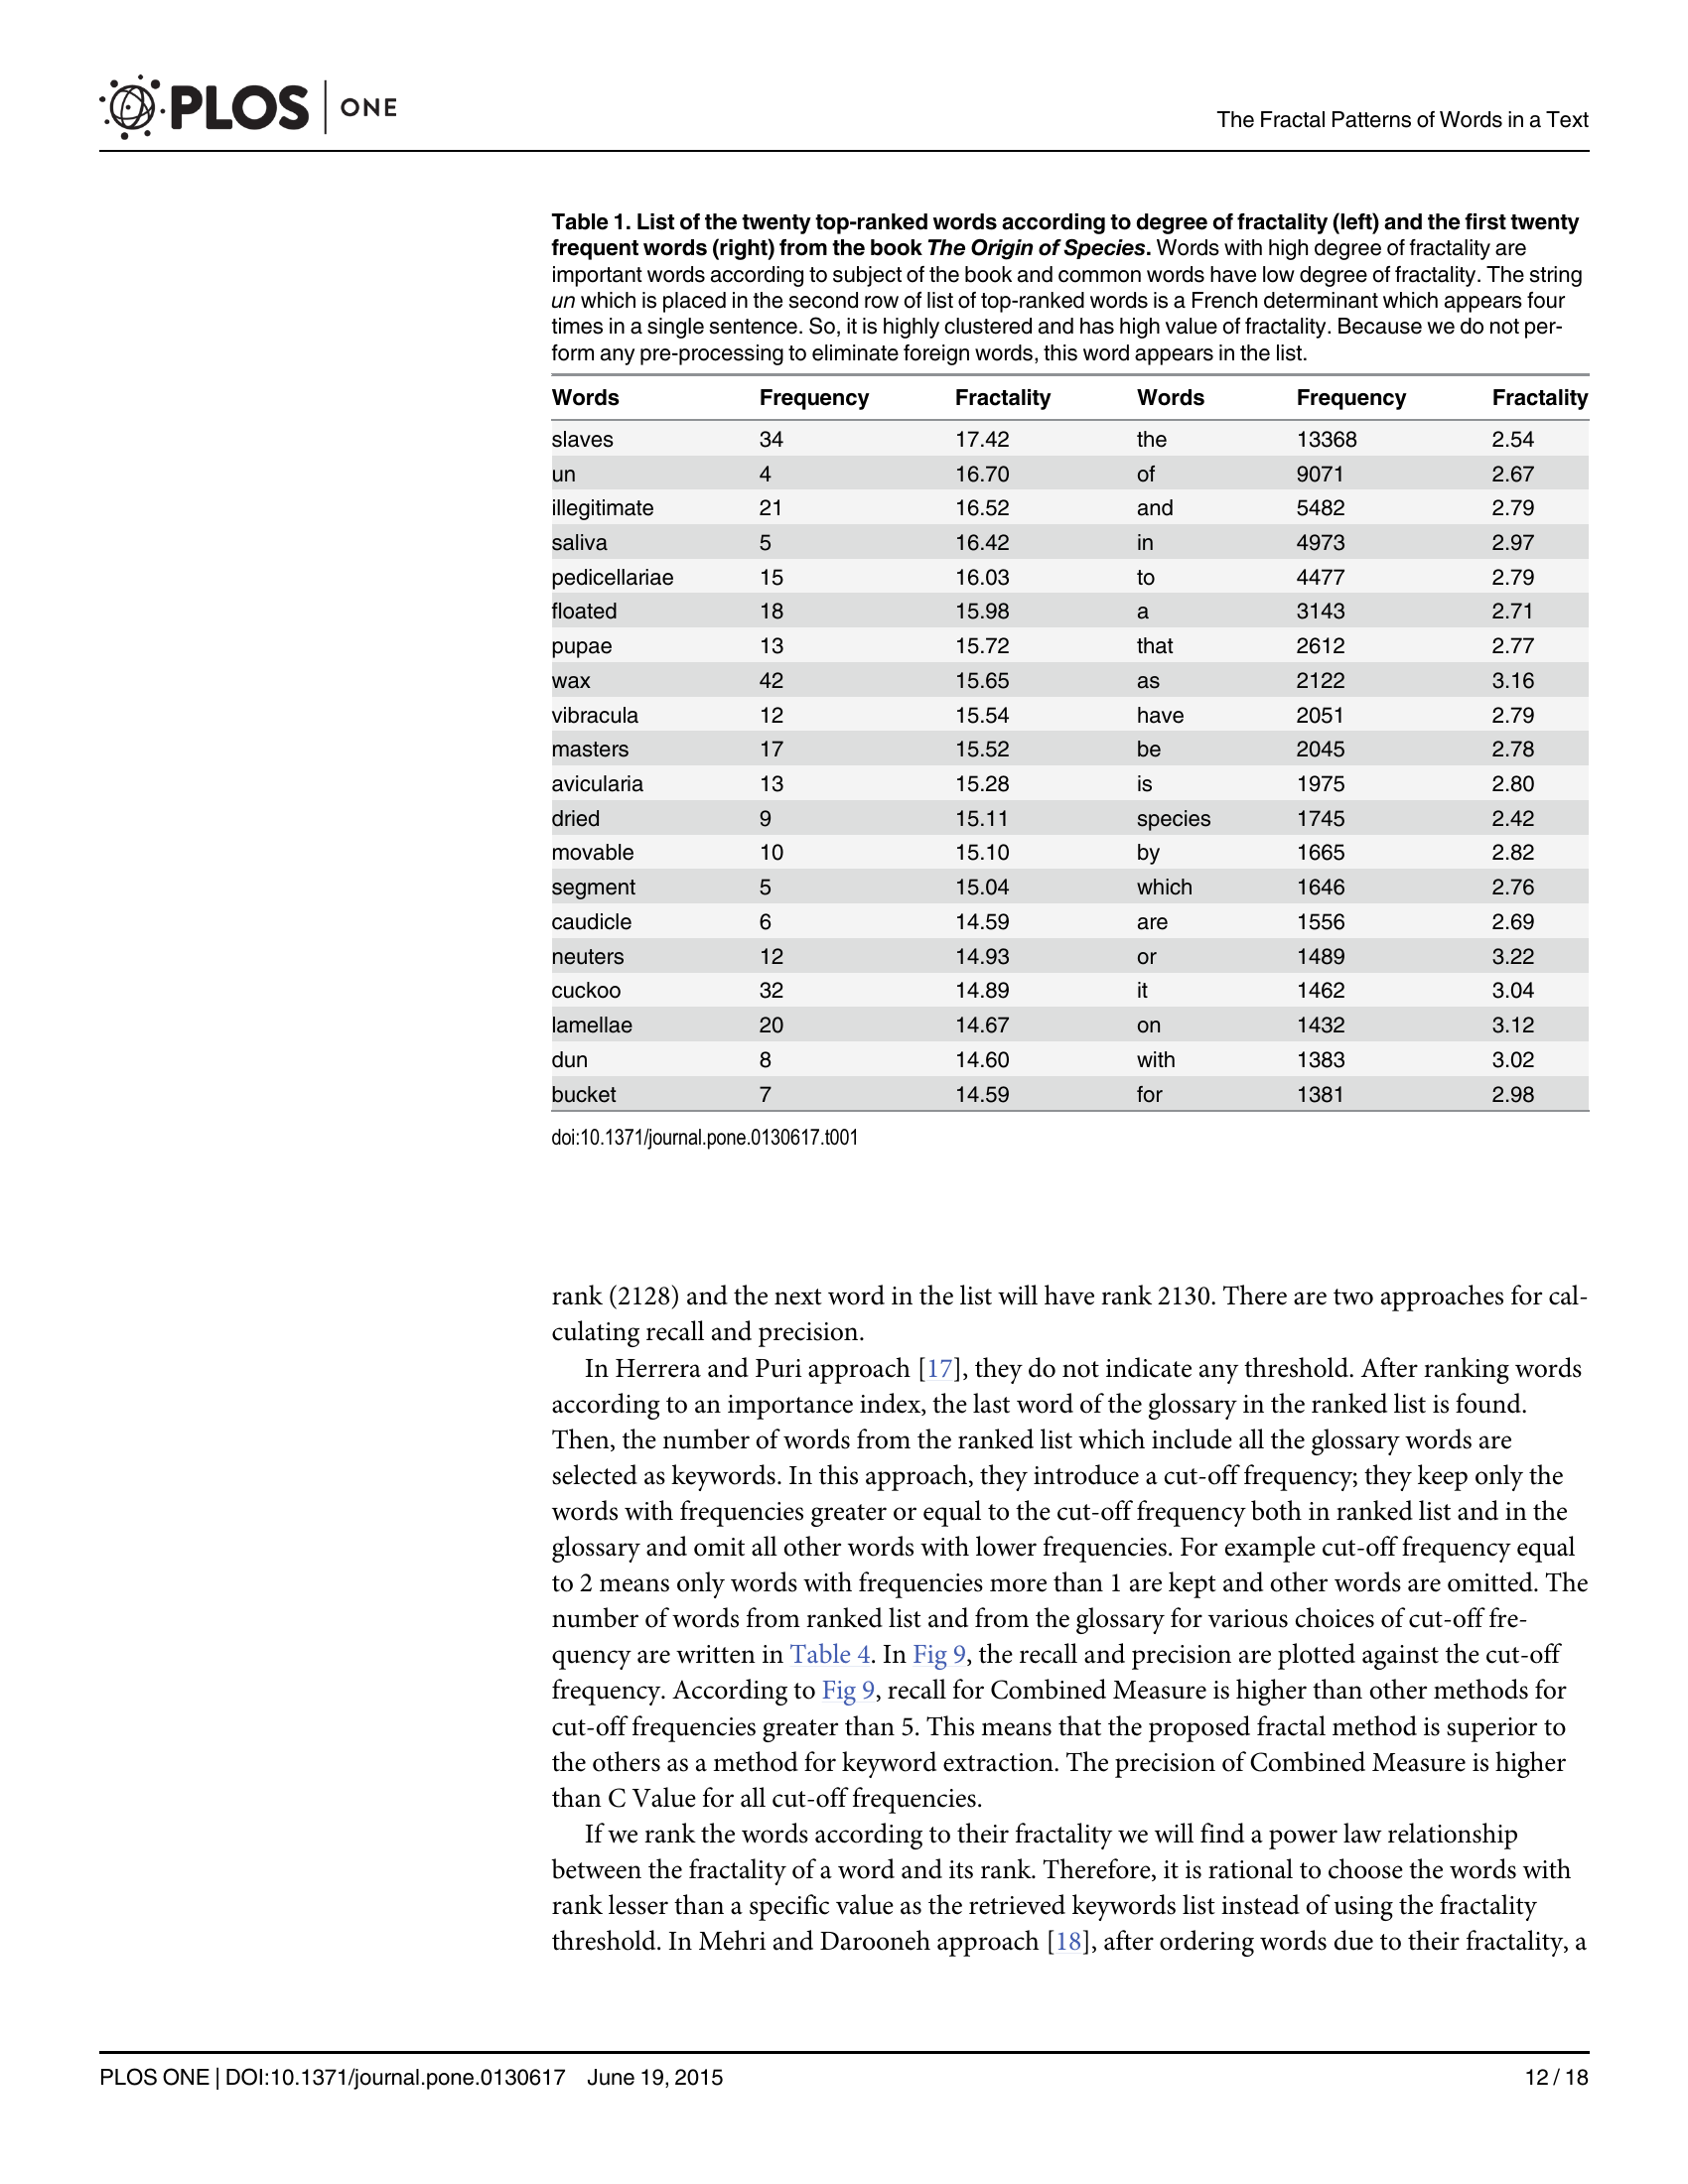 PLOS ONE
The Fractal Patterns of Words in a Text
Table 1. List of the twenty top-ranked words according to degree of fractality (left) and the first twenty
frequent words (right) from the book The Origin of Species. Words with high degree of fractality are
important words according to subject of the book and common words have low degree of fractality. The string
un which is placed in the second row of list of top-ranked words is a French determinant which appears four
times in a single sentence. So, it is highly clustered and has high value of fractality. Because we do not per-
form any pre-processing to eliminate foreign words, this word appears in the list.
Words Frequency Fractality Words Frequency Fractality
slaves 34 17.42 the 13368 2.54
un 4 16.70 of 9071 2.67
illegitimate 21 16.52 and 5482 2.79
saliva 5 16.42 in 4973 2.97
pedicellariae 15 16.03 to 4477 2.79
floated 18 15.98 a 3143 2.71
pupae 13 15.72 that 2612 2.77
wax 42 15.65 as 2122 3.16
vibracula 12 15.54 have 2051 2.79
masters 17 15.52 be 2045 2.78
avicularia 13 15.28 is 1975 2.80
dried 9 15.11 species 1745 2.42
movable 10 15.10 by 1665 2.82
segment 5 15.04 which 1646 2.76
caudicle 6 14.59 are 1556 2.69
neuters 12 14.93 or 1489 3.22
cuckoo 32 14.89 it 1462 3.04
lamellae 20 14.67 on 1432 3.12
dun 8 14.60 with 1383 3.02
bucket 7 14.59 for 1381 2.98
doi:10.1371/journal.pone.0130617.t001
rank (2128) and the next word in the list will have rank 2130. There are two approaches for cal-
culating recall and precision.
In Herrera and Puri approach [17], they do not indicate any threshold. After ranking words
according to an importance index, the last word of the glossary in the ranked list is found.
Then, the number of words from the ranked list which include all the glossary words are
selected as keywords. In this approach, they introduce a cut-off frequency; they keep only the
words with frequencies greater or equal to the cut-off frequency both in ranked list and in the
glossary and omit all other words with lower frequencies. For example cut-off frequency equal
to 2 means only words with frequencies more than 1 are kept and other words are omitted. The
number of words from ranked list and from the glossary for various choices of cut-off fre-
quency are written in Table 4. In Fig 9, the recall and precision are plotted against the cut-off
frequency. According to Fig 9, recall for Combined Measure is higher than other methods for
cut-off frequencies greater than 5. This means that the proposed fractal method is superior to
the others as a method for keyword extraction. The precision of Combined Measure is higher
than C Value for all cut-off frequencies.
If we rank the words according to their fractality we will find a power law relationship
between the fractality of a word and its rank. Therefore, it is rational to choose the words with
rank lesser than a specific value as the retrieved keywords list instead of using the fractality
threshold. In Mehri and Darooneh approach [18], after ordering words due to their fractality, a
PLOS ONE | DOI:10.1371/journal.pone.0130617 June 19, 2015
12 / 18